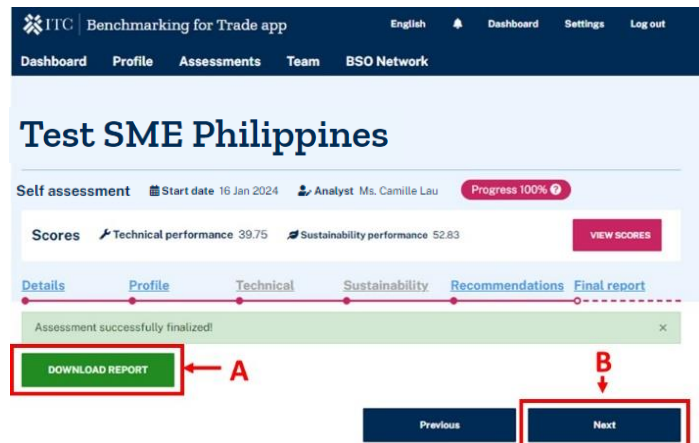 ITC Benchmarking for Trade app English Dashboard Settings Log out
Dashboard Profile Assessments Team BSO Network
Test SME Philippines
Self assessment Start date 16 Jan 2024 Analyst Ms. Camille Lau Progress 100% ?
Scores Technical performance 39.75 Sustainability performance 52.83 VIEW SCORES
Details Profile Technical Sustainability Recommendations Final report
Assessment successfully finalized! ×
DOWNLOAD REPORT A B
Previous Next